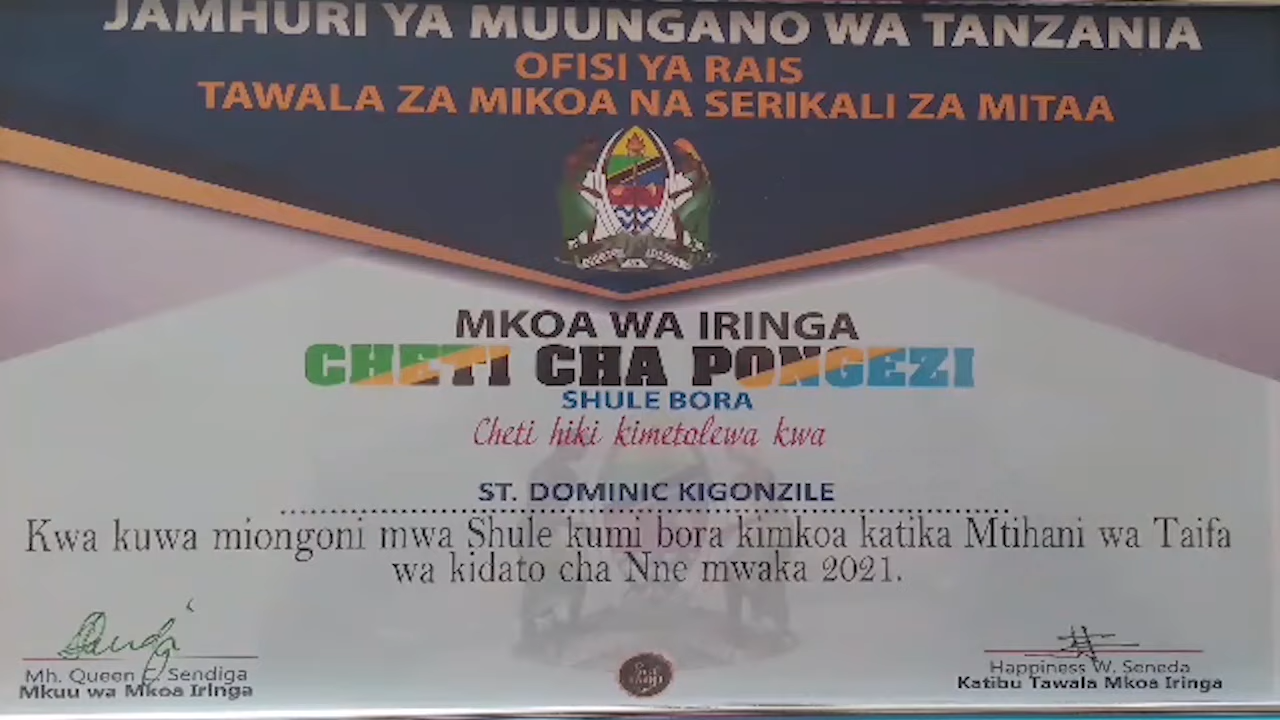 JAMHURI YA MUUNGANO WA TANZANIA
OFISI YA RAIS
TAWALA ZA MIKOA NA SERIKALI ZA MITAA
MKOA WA IRINGA
CHETI CHA PONGEZI
SHULE BORA
Cheti hiki kimetolewa kwa
ST. DOMINIC KIGONZILE
Kwa kuwa miongoni mwa Shule kumi bora kimkoa katika Mtihani wa Taifa
wa kidato cha Nne mwaka 2021.
Mh. Queen C. Sendiga
Mkuu wa Mkoa Iringa
Happiness W. Seneda
Katibu Tawala Mkoa Iringa